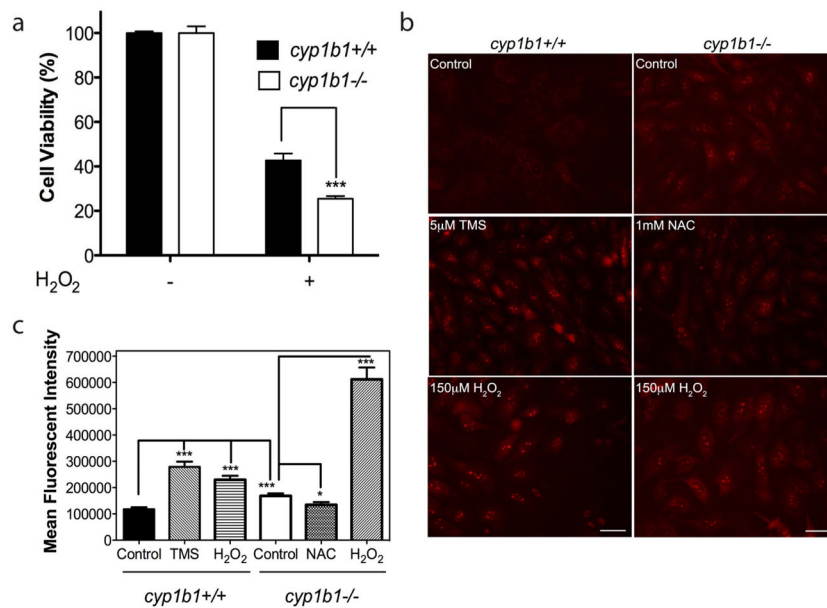 a
Cell Viability (%)
100
80
60
40
20
0
cyp1b1+/+
cyp1b1-/-
***
H₂O₂
-
+
b
cyp1b1+/+
cyp1b1-/-
Control
Control
5µM TMS
1mM NAC
150µM H₂O₂
150µM H₂O₂
c
Mean Fluorescent Intensity
700000
600000
500000
400000
300000
200000
100000
0
***
***
***
*
***
Control TMS H₂O₂ Control NAC H₂O₂
cyp1b1+/+ cyp1b1-/-